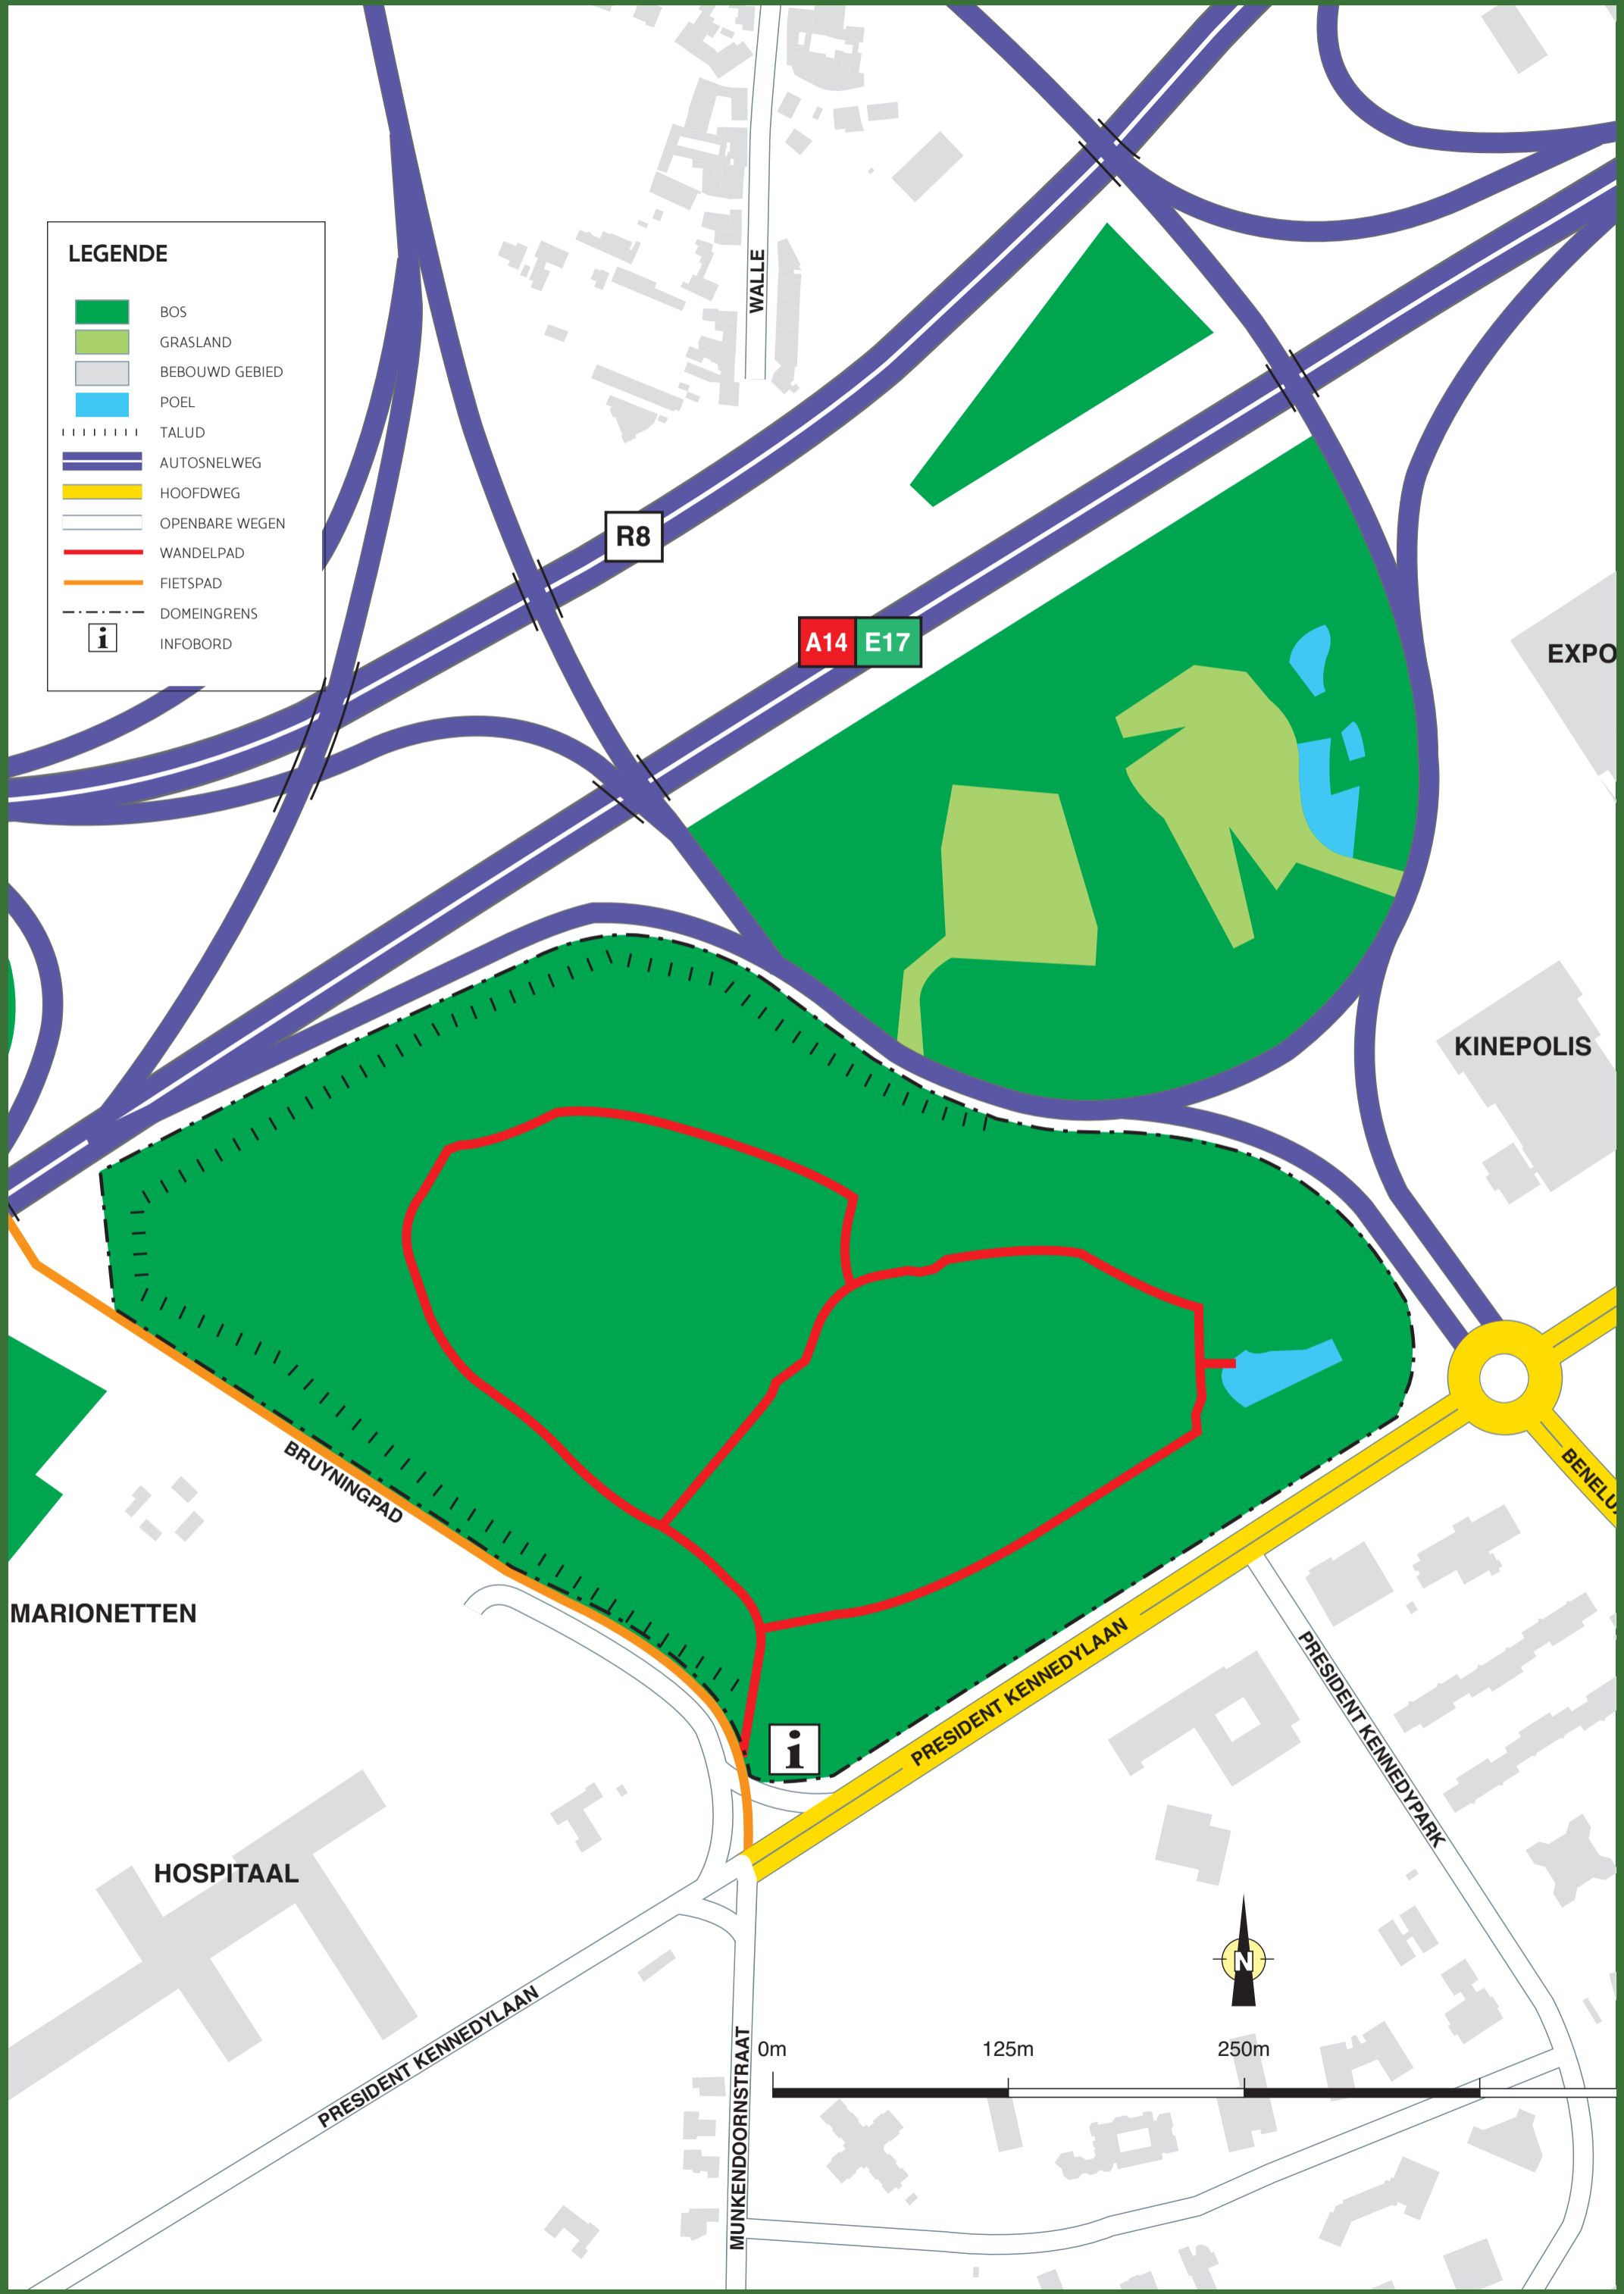 WALLE
LEGENDE
BOS
GRASLAND
BEBOUWD GEBIED
POEL
TALUD
AUTOSNELWEG
HOOFDWEG
OPENBARE WEGEN
WANDELPAD
FIETSPAD
DOMEINGRENS
i INFOBORD
R8
A14 E17
EXPO
KINEPOLIS
BRUYNINGPAD
BENELU
MARIONETTEN
PRESIDENT KENNEDYLAAN
PRESIDENT KENNEDYPARK
i
HOSPITAAL
N
PRESIDENT KENNEDYLAAN
MUNKENDOORNSTRAAT
0m 125m 250m